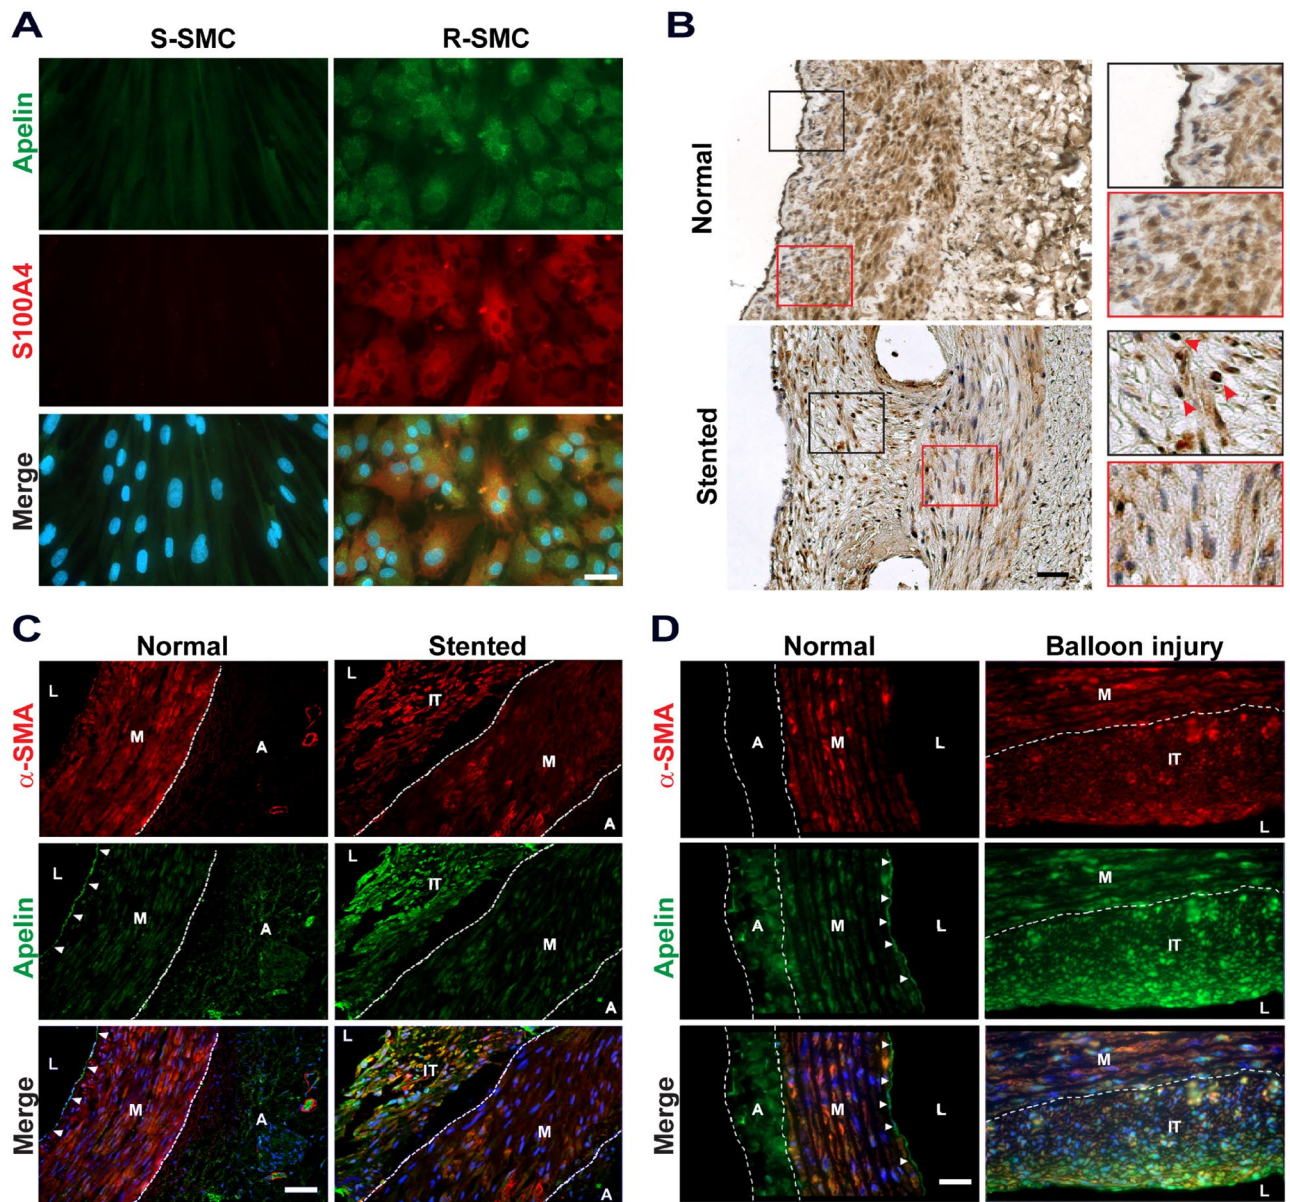 A
S-SMC R-SMC
Apelin
S100A4
Merge
B
Normal
Stented
C
Normal Stented
α-SMA
L M A
L IT M A
Apelin
L M A
L IT M A
Merge
L M A
L IT M A
D
Normal Balloon injury
α-SMA
A M L
M IT L
Apelin
A M L
M IT L
Merge
A M L
M IT L